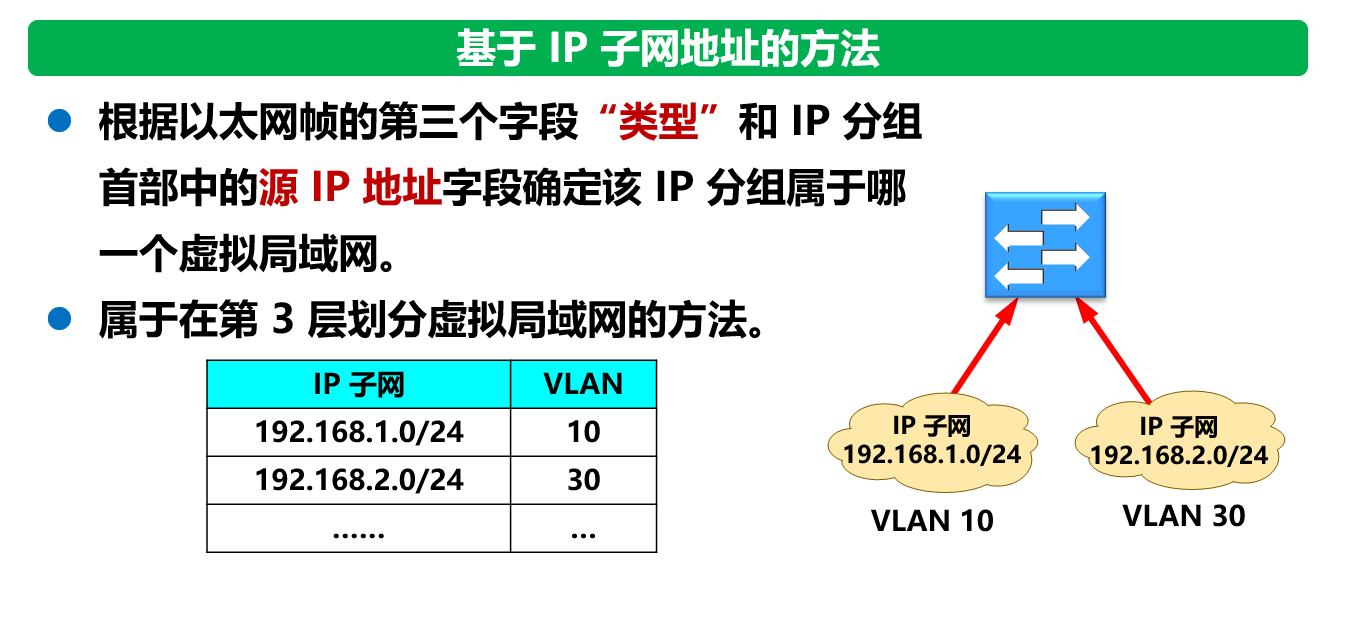 基于 IP 子网地址的方法
根据以太网帧的第三个字段“类型”和 IP 分组
首部中的源 IP 地址字段确定该 IP 分组属于哪
一个虚拟局域网。
属于在第 3 层划分虚拟局域网的方法。
IP 子网 VLAN
192.168.1.0/24 10
192.168.2.0/24 30
…… …
IP 子网
192.168.1.0/24
VLAN 10
IP 子网
192.168.2.0/24
VLAN 30